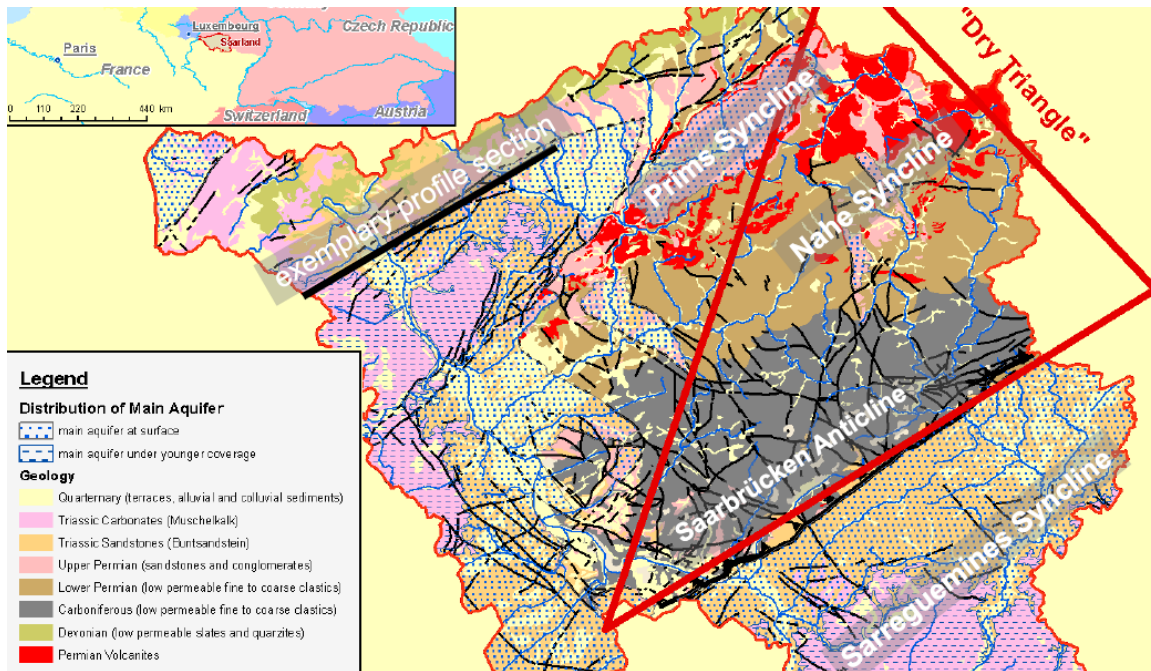 Luxembourg
Czech Republic
Saarland
Paris
France
0 110 220 440 km
Switzerland
Austria
"Dry Triangle"
exemplary profile section
Prims Syncline
Nahe Syncline
Saarbrücken Anticline
Sarreguemines Syncline
Legend
Distribution of Main Aquifer
main aquifer at surface
main aquifer under younger coverage
Geology
Quarternary (terraces, alluvial and colluvial sediments)
Triassic Carbonates (Muschelkalk)
Triassic Sandstones (Buntsandstein)
Upper Permian (sandstones and conglomerates)
Lower Permian (low permeable fine to coarse clastics)
Carboniferous (low permeable fine to coarse clastics)
Devonian (low permeable slates and quarzites)
Permian Volcanites